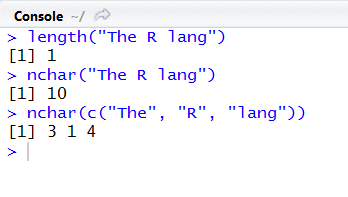 Console ~/
> length("The R lang")
[1] 1
> nchar("The R lang")
[1] 10
> nchar(c("The", "R", "lang"))
[1] 3 1 4
>